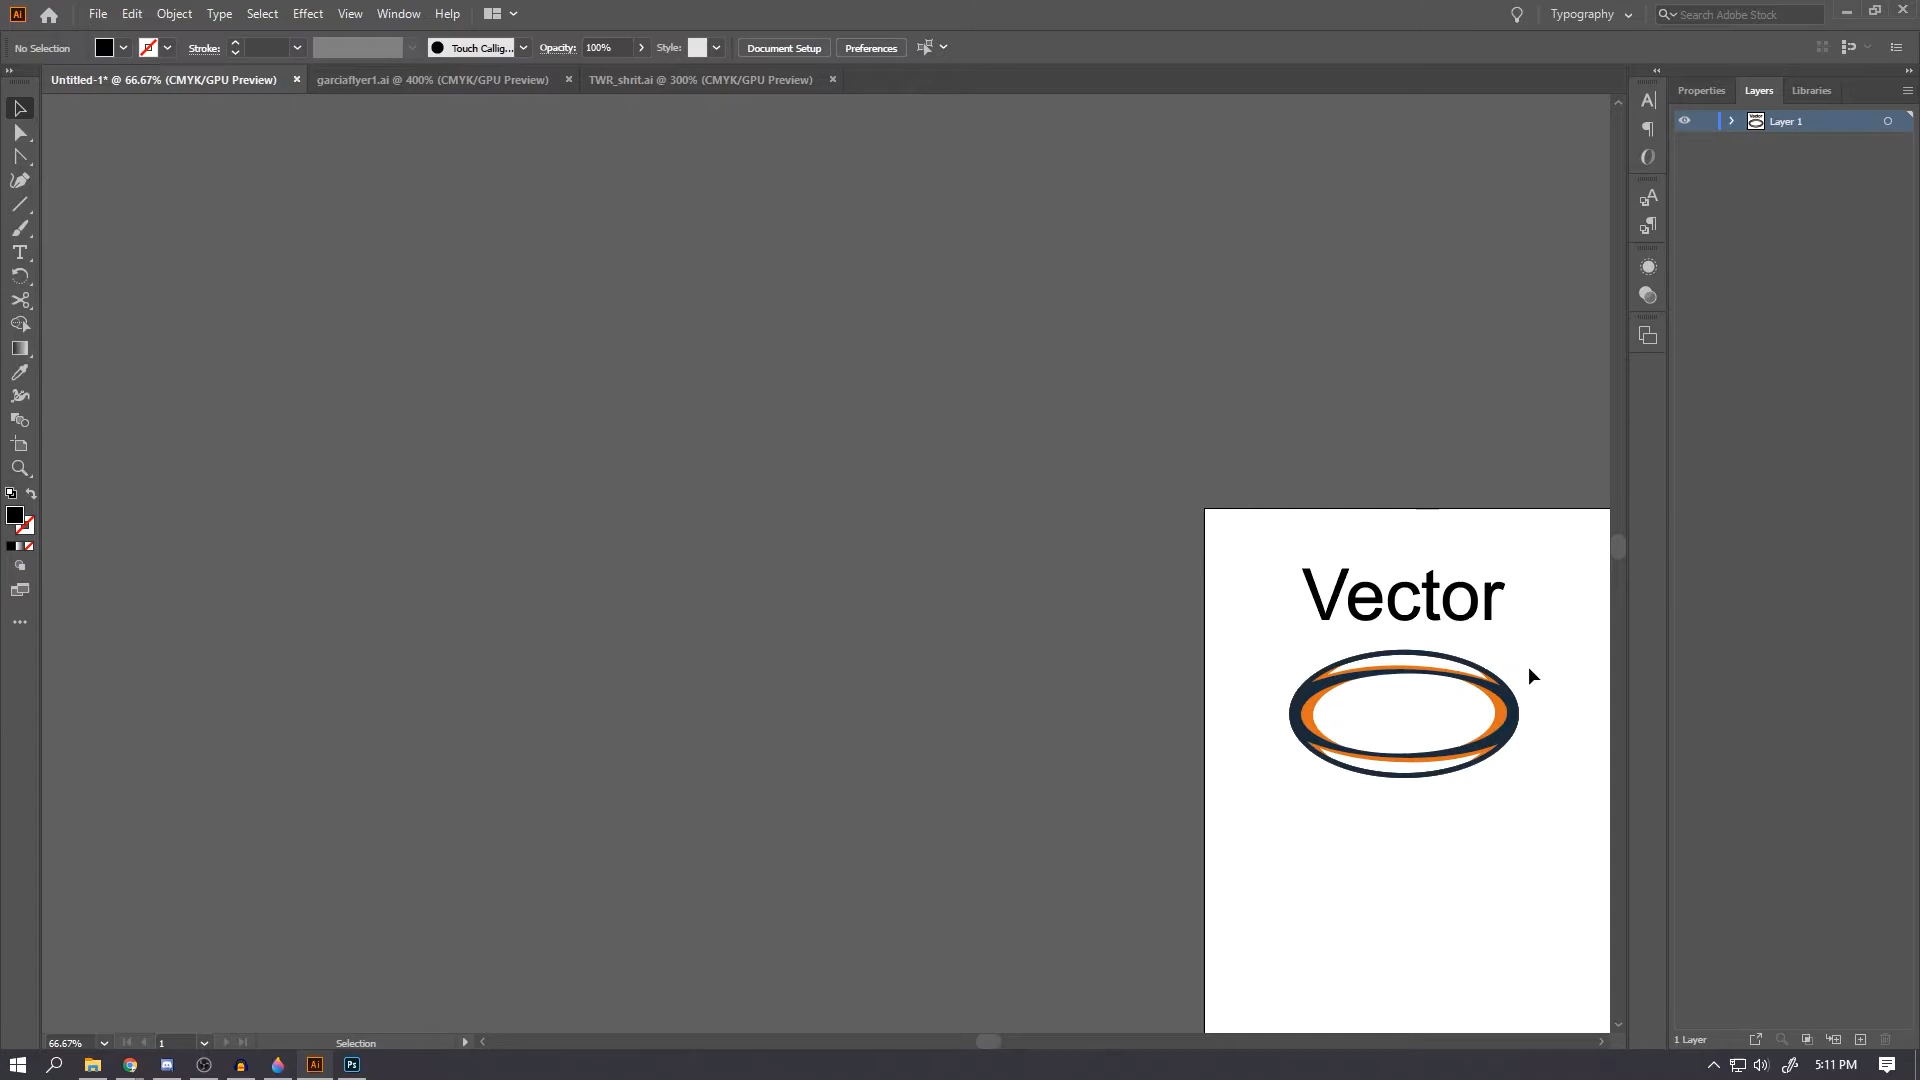 Ai File Edit Object Type Select Effect View Window Help Typography Search Adobe Stock
No Selection Stroke: Touch Callig... Opacity: 100% Style: Document Setup Preferences
Untitled-1* @ 66.67% (CMYK/GPU Preview) garciaflyer1.ai @ 400% (CMYK/GPU Preview) TWR_shrit.ai @ 300% (CMYK/GPU Preview)
Properties Layers Libraries
Layer 1
Vector
66.67% 1 Selection 1 Layer
Ai Ps 5:11 PM